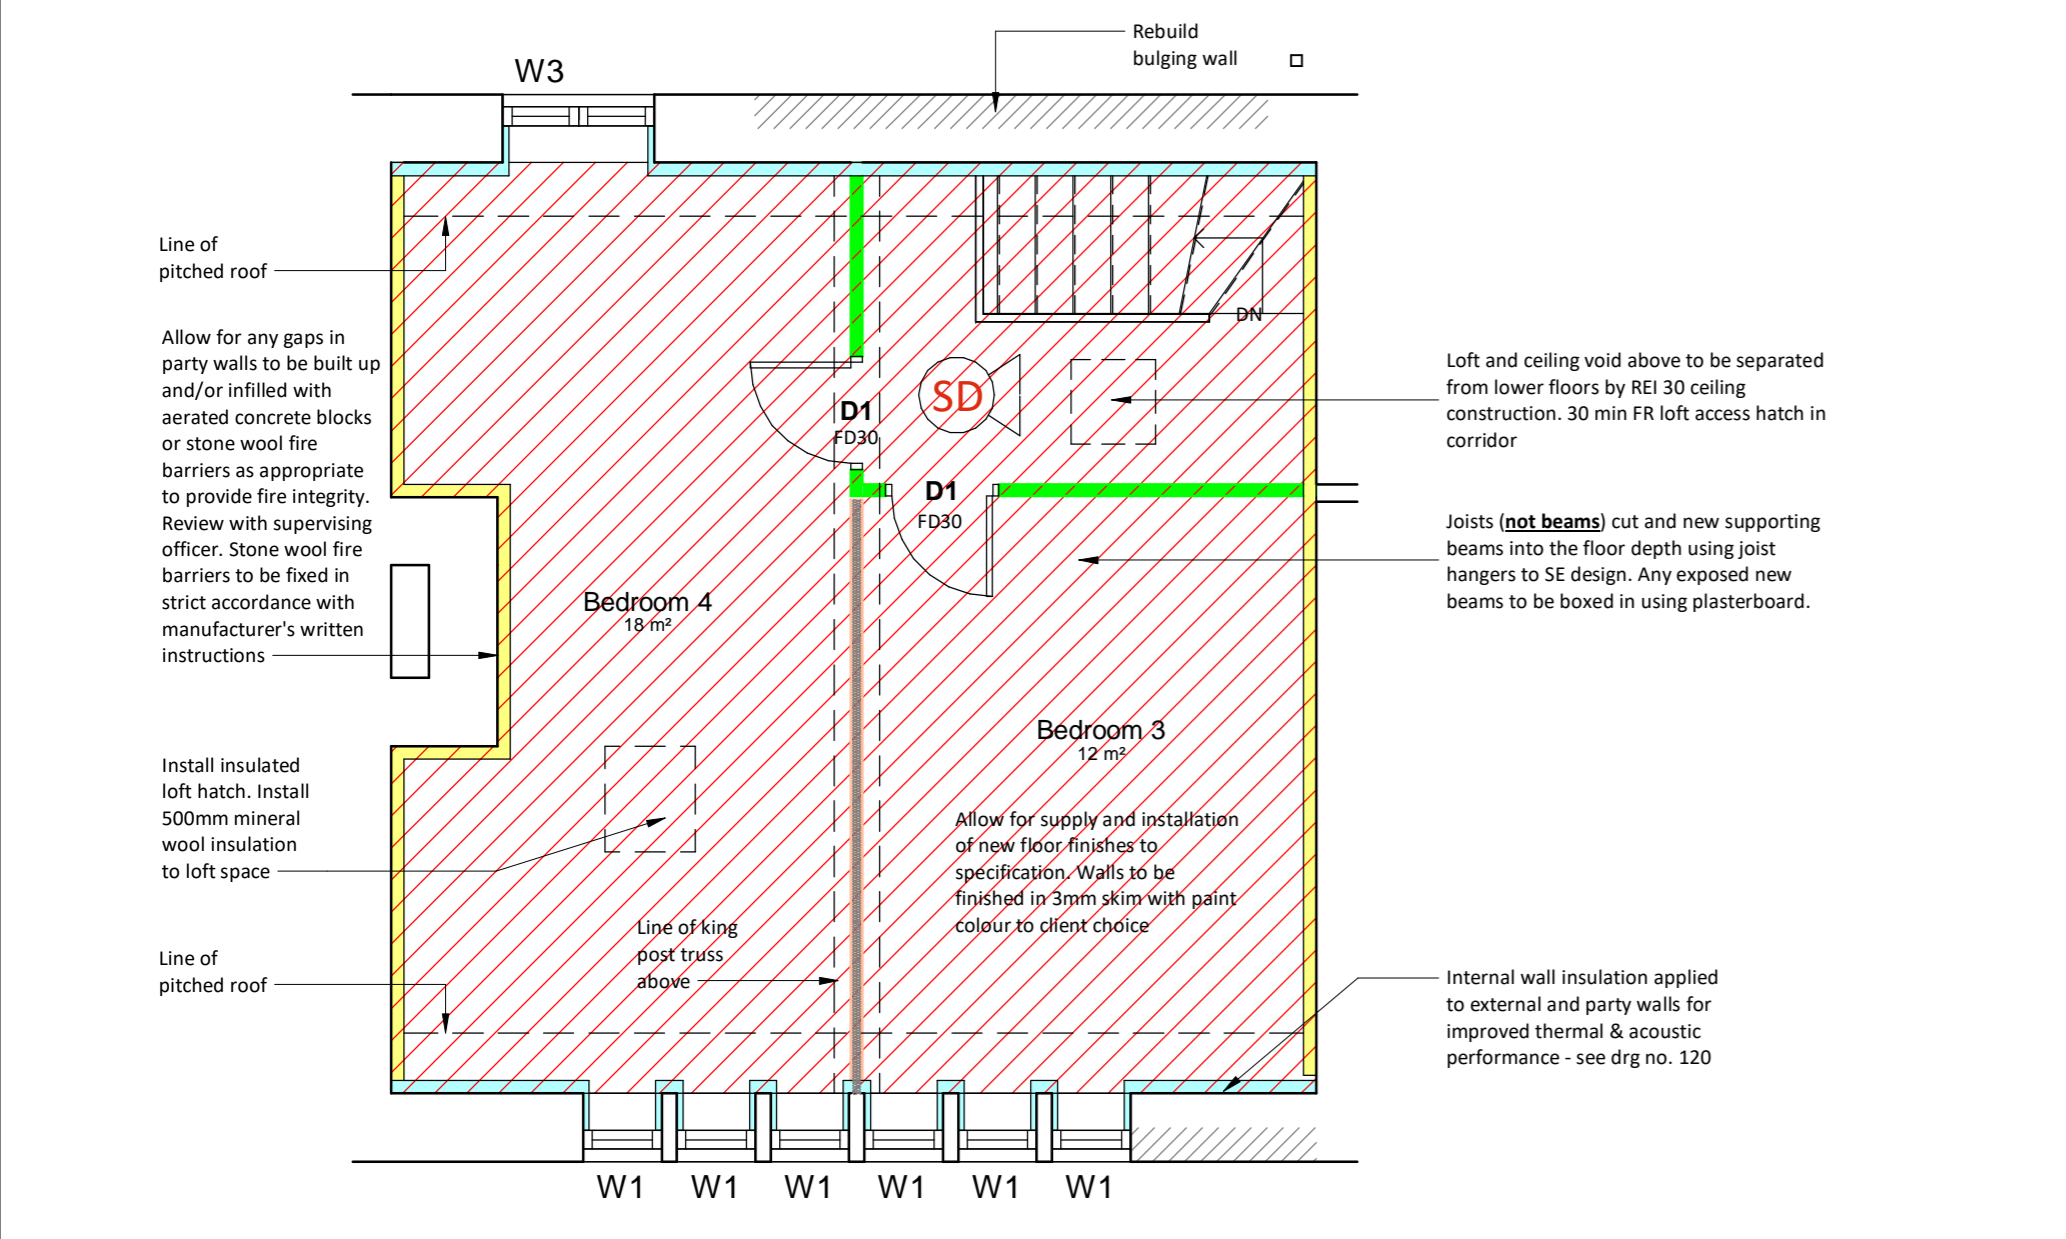 Rebuild
bulging wall
W3
Line of
pitched roof
Allow for any gaps in
party walls to be built up
and/or infilled with
aerated concrete blocks
or stone wool fire
barriers as appropriate
to provide fire integrity.
Review with supervising
officer. Stone wool fire
barriers to be fixed in
strict accordance with
manufacturer's written
instructions
Install insulated
loft hatch. Install
500mm mineral
wool insulation
to loft space
Line of
pitched roof
DN
SD
D1
FD30
D1
FD30
Bedroom 4
18 m²
Bedroom 3
12 m²
Allow for supply and installation
of new floor finishes to
specification. Walls to be
finished in 3mm skim with paint
colour to client choice
Line of king
post truss
above
Loft and ceiling void above to be separated
from lower floors by REI 30 ceiling
construction. 30 min FR loft access hatch in
corridor
Joists (not beams) cut and new supporting
beams into the floor depth using joist
hangers to SE design. Any exposed new
beams to be boxed in using plasterboard.
Internal wall insulation applied
to external and party walls for
improved thermal & acoustic
performance - see drg no. 120
W1 W1 W1 W1 W1 W1